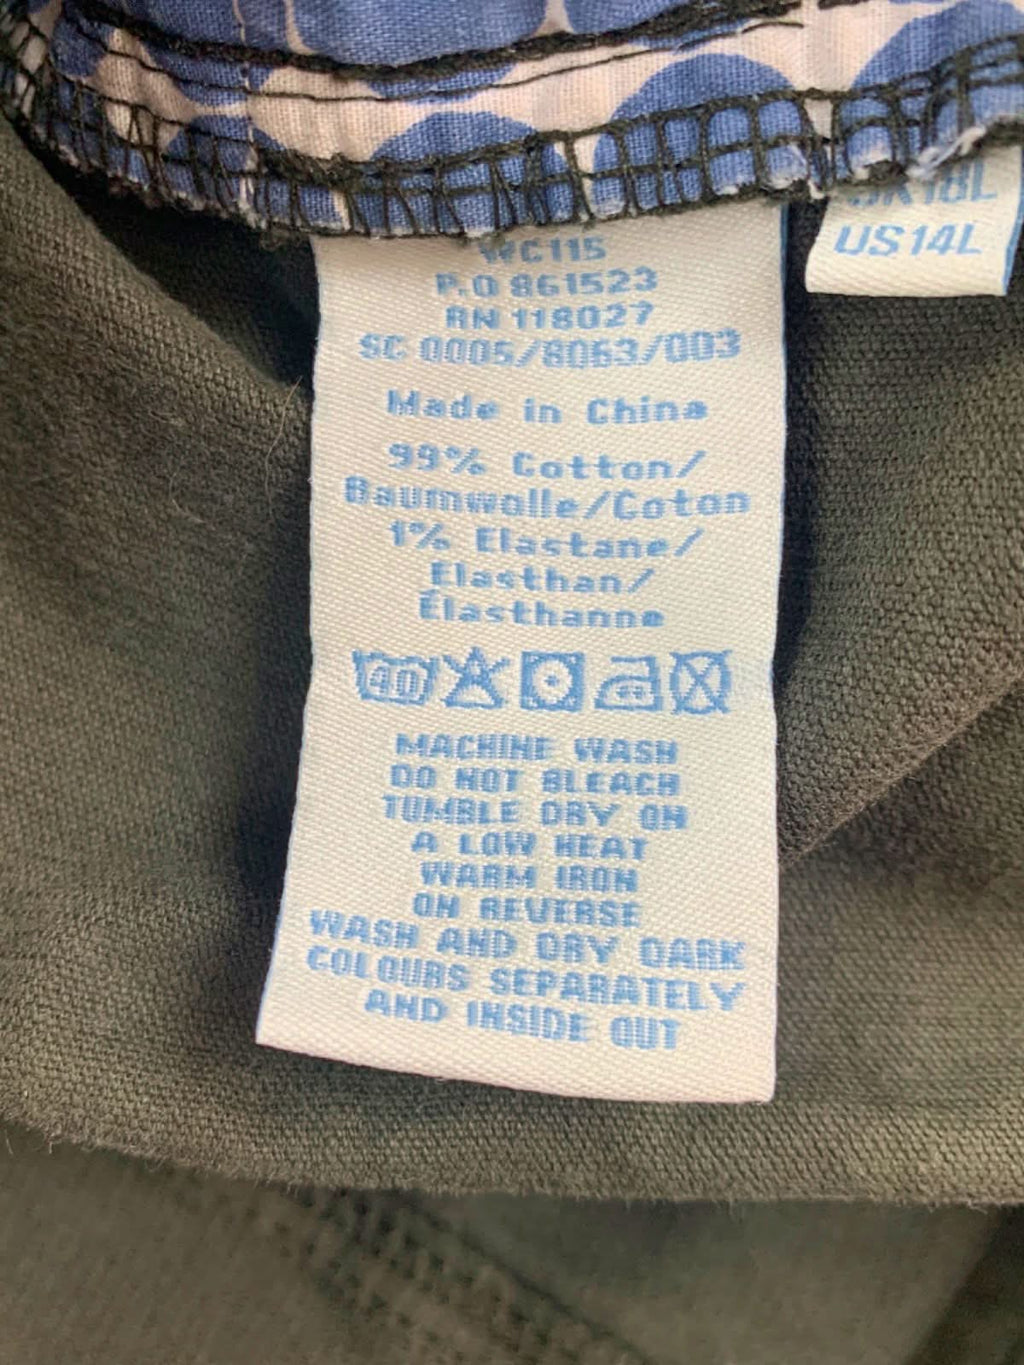 WC115
P.O 861523
RN 118027
SC 0005/8063/003
Made in China
99% Cotton/
Baumwolle/Coton
1% Elastane/
Elasthan/
Élasthanne
40
MACHINE WASH
DO NOT BLEACH
TUMBLE DRY ON
A LOW HEAT
WARM IRON
ON REVERSE
WASH AND DRY DARK
COLOURS SEPARATELY
AND INSIDE OUT
UK18L
US14L